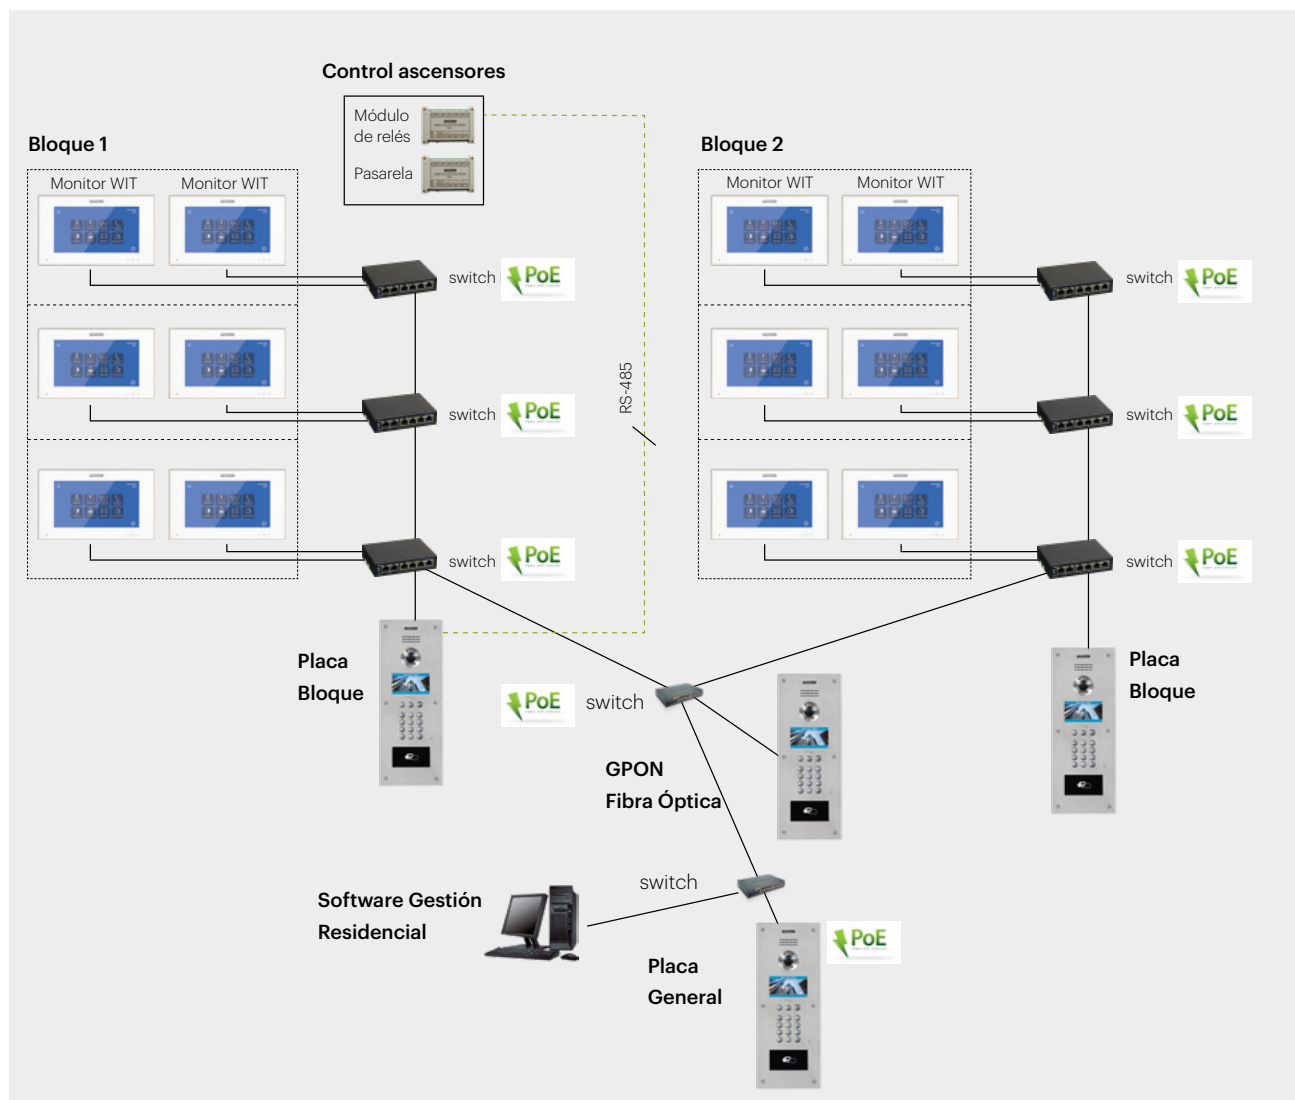 Control ascensores
Módulo
de relés
Pasarela
Bloque 1
Monitor WIT
Monitor WIT
switch
PoE
switch
PoE
switch
PoE
RS-485
Bloque 2
Monitor WIT
Monitor WIT
switch
PoE
switch
PoE
switch
PoE
Placa
Bloque
Placa
Bloque
PoE
switch
GPON
Fibra Óptica
switch
Software Gestión
Residencial
PoE
Placa
General